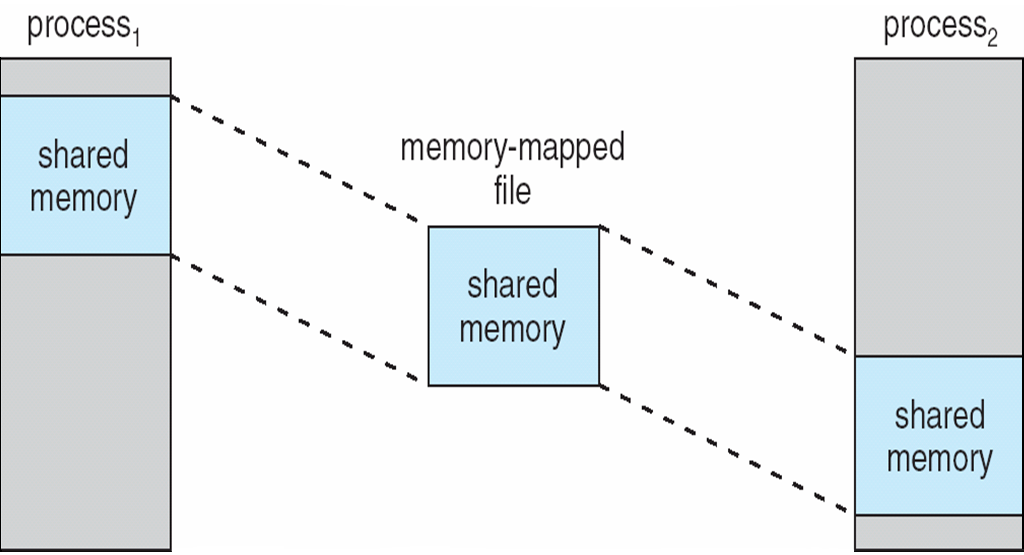 process₁
process₂
shared
memory
memory-mapped
file
shared
memory
shared
memory